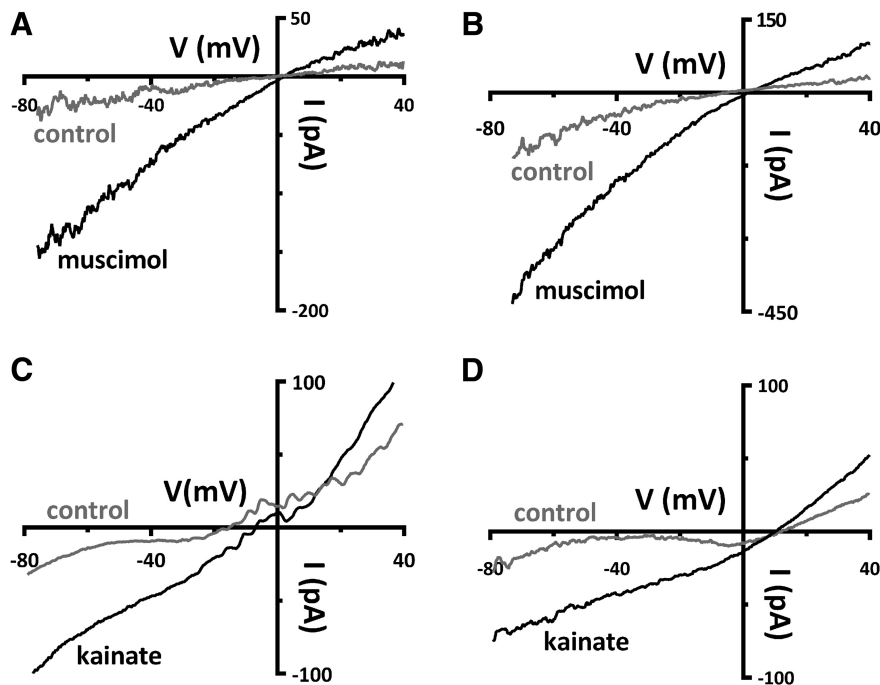 A
50
V (mV)
-80
-40
40
control
I (pA)
muscimol
-200
B
150
V (mV)
-80
-40
40
control
I (pA)
muscimol
-450
C
100
V(mV)
control
-80
-40
40
I (pA)
kainate
-100
D
100
V (mV)
control
-80
-40
40
I (pA)
kainate
-100